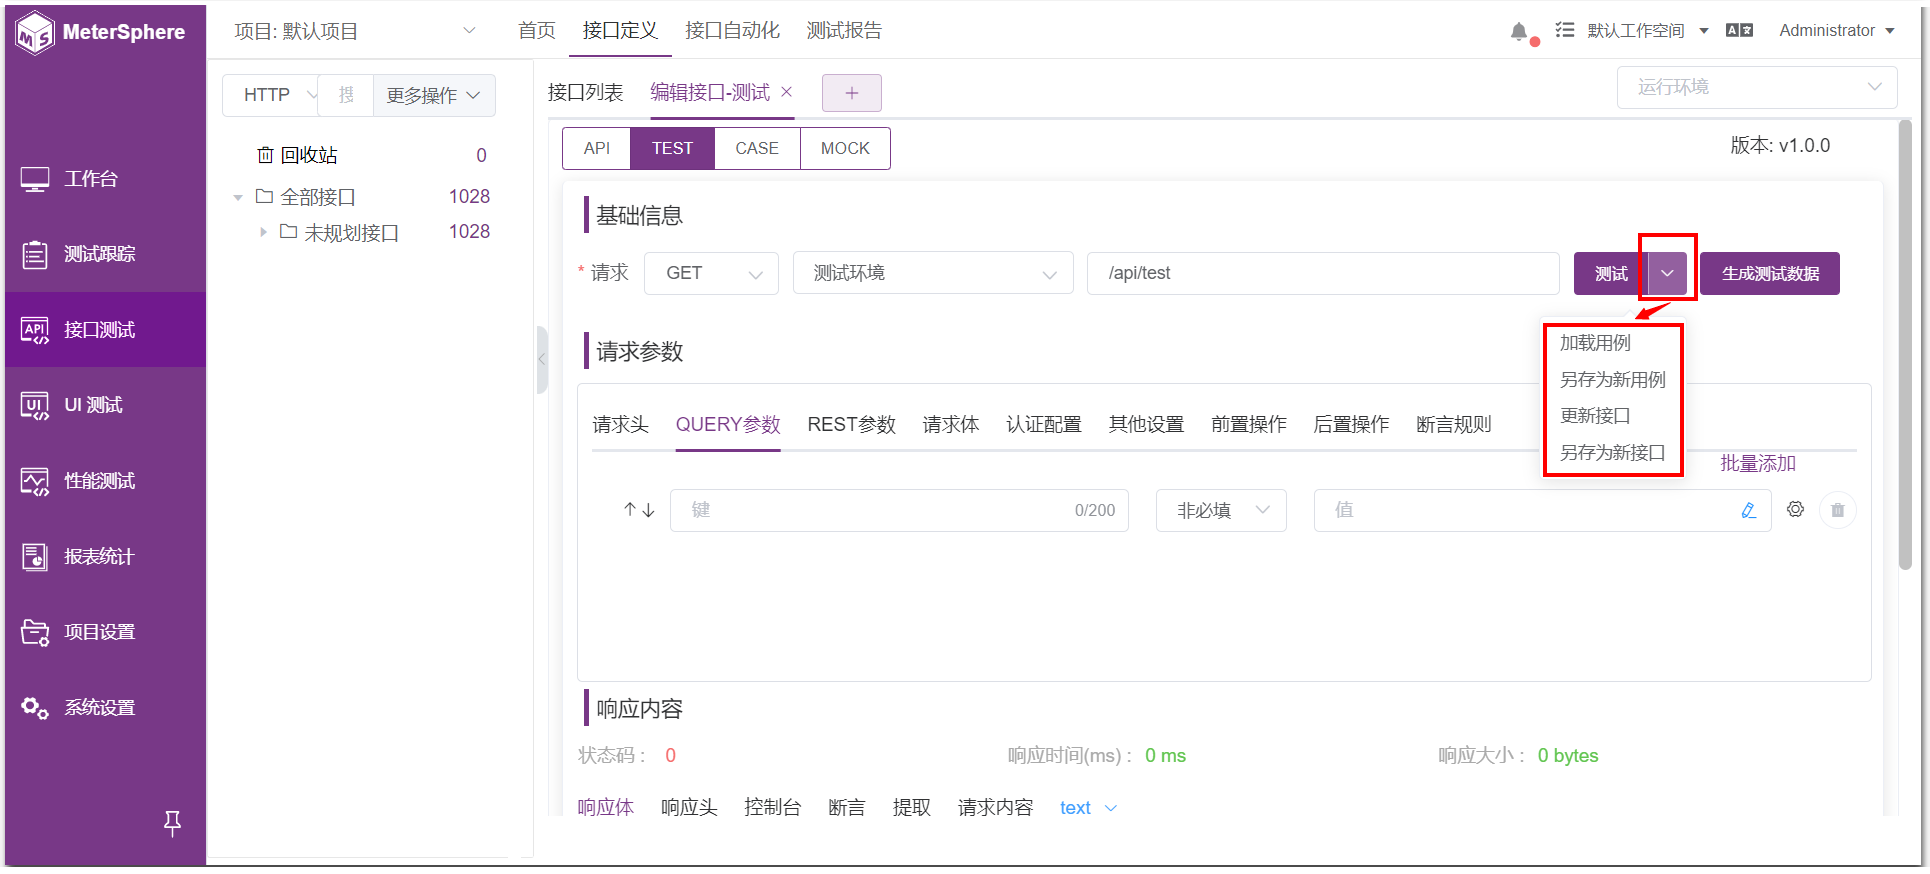 MeterSphere
项目: 默认项目
首页 接口定义 接口自动化 测试报告
默认工作空间
Administrator
工作台
测试跟踪
API 接口测试
UI UI 测试
性能测试
报表统计
项目设置
系统设置
HTTP 更多操作
回收站 0
全部接口 1028
未规划接口 1028
接口列表 编辑接口-测试 × +
运行环境
API TEST CASE MOCK
版本: v1.0.0
基础信息
* 请求 GET 测试环境 /api/test 测试 生成测试数据
加载用例
另存为新用例
更新接口
另存为新接口
请求参数
请求头 QUERY参数 REST参数 请求体 认证配置 其他设置 前置操作 后置操作 断言规则
批量添加
↑↓ 键 0/200 非必填 值
响应内容
状态码 : 0 响应时间(ms) : 0 ms 响应大小 : 0 bytes
响应体 响应头 控制台 断言 提取 请求内容 text